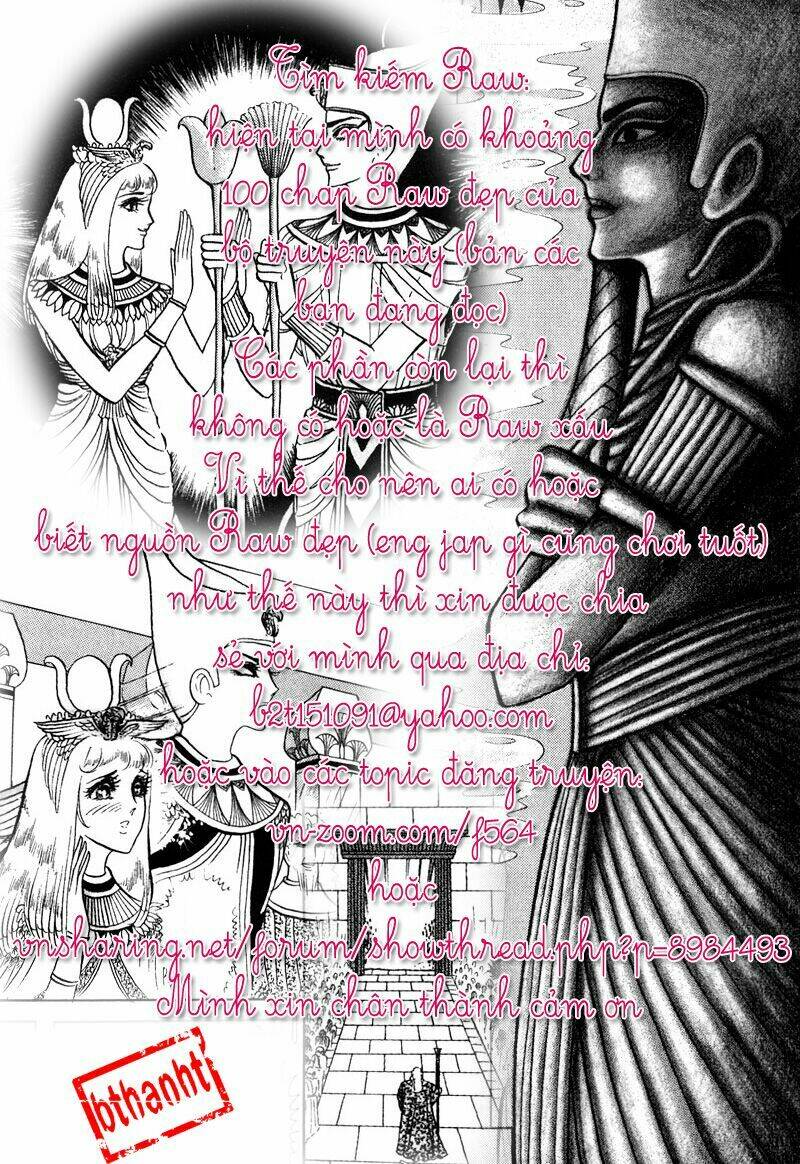 Tìm kiếm Raw:
hiện tại mình có khoảng
100 chap Raw đẹp của
bộ truyện này (bản các
bạn đang đọc)
Các phần còn lại thì
không có hoặc là Raw xấu
Vì thế cho nên ai có hoặc
biết nguồn Raw đẹp (eng jap gì cũng chơi tuốt)
như thế này thì xin được chia
sẻ với mình qua địa chỉ:
b2t151091@yahoo.com
hoặc vào các topic đăng truyện:
vn-zoom.com/f564
hoặc
vnsharing.net/forum/showthread.php?p=8984493
Mình xin chân thành cảm ơn
bthanht